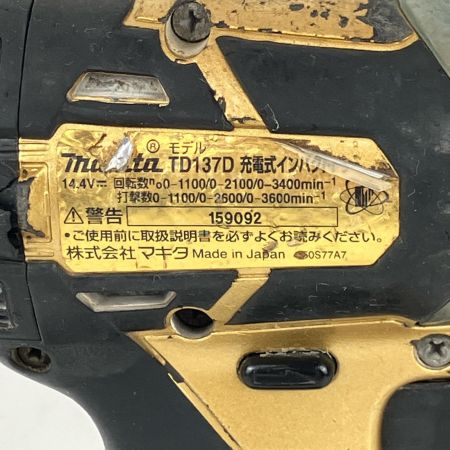 モデル
Makita® TD137D 充電式インパク
14.4V⎓ 回転数n₀0-1100/0-2100/0-3400min⁻¹
打撃数0-1100/0-2600/0-3600min⁻¹
⚠警告 159092
•ご使用前に取扱説明書を必ずよくお読みください。
株式会社マキタ Made in Japan 50S77A7